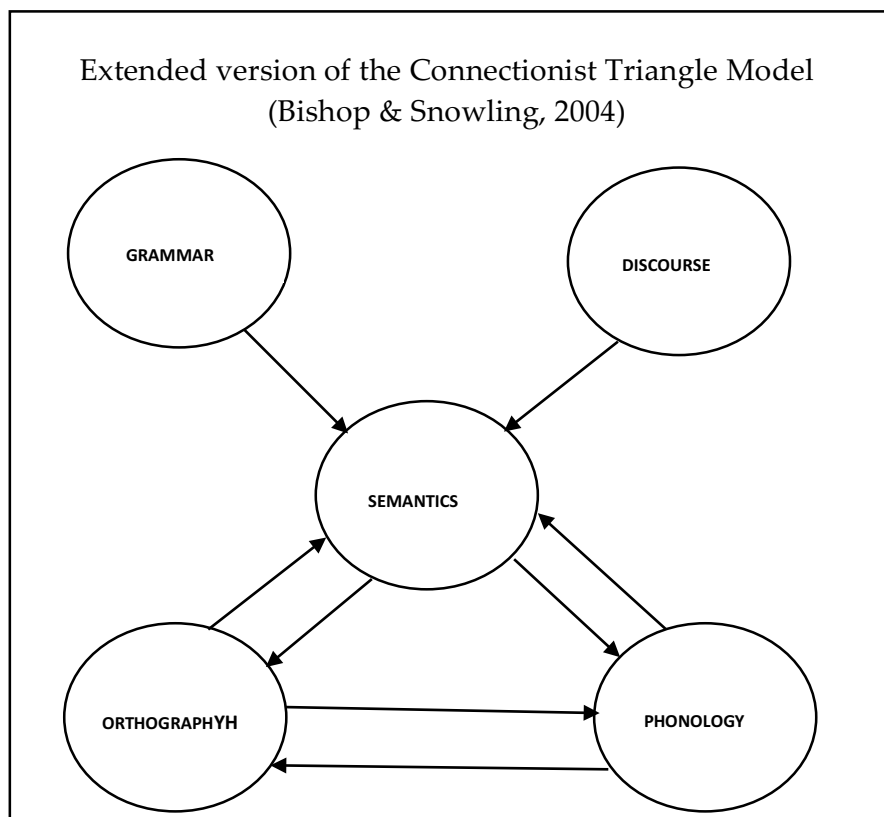 Extended version of the Connectionist Triangle Model
(Bishop & Snowling, 2004)
GRAMMAR
DISCOURSE
SEMANTICS
ORTHOGRAPHYH
PHONOLOGY